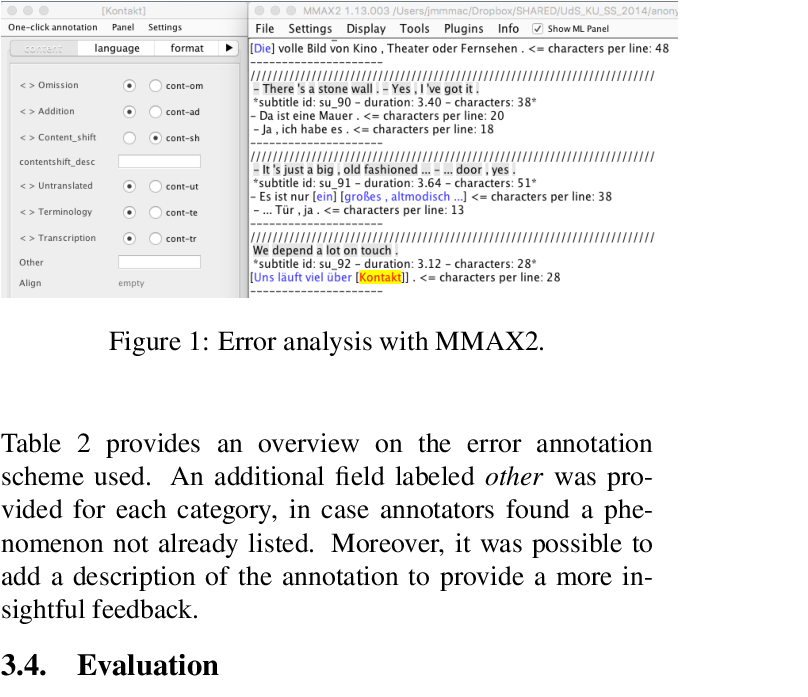 [Kontakt]
One-click annotation Panel Settings
content language format
< > Omission cont-om
< > Addition cont-ad
< > Content_shift cont-sh
contentshift_desc
< > Untranslated cont-ut
< > Terminology cont-te
< > Transcription cont-tr
Other
Align empty
MMAX2 1.13.003 /Users/jmmmac/Dropbox/SHARED/UdS_KU_SS_2014/anony
File Settings Display Tools Plugins Info Show ML Panel
[Die] volle Bild von Kino , Theater oder Fernsehen . <= characters per line: 48
----------------------
//////////////////////////////////////////////////////////////////////
– There 's a stone wall . – Yes , I 've got it .
*subtitle id: su_90 – duration: 3.40 – characters: 38*
– Da ist eine Mauer . <= characters per line: 20
– Ja , ich habe es . <= characters per line: 18
----------------------
//////////////////////////////////////////////////////////////////////
– It 's just a big , old fashioned ... – ... door , yes .
*subtitle id: su_91 – duration: 3.64 – characters: 51*
– Es ist nur [ein] [großes , altmodisch ...] <= characters per line: 38
– ... Tür , ja . <= characters per line: 13
----------------------
//////////////////////////////////////////////////////////////////////
We depend a lot on touch .
*subtitle id: su_92 – duration: 3.12 – characters: 28*
[Uns läuft viel über [Kontakt]] . <= characters per line: 28
----------------------
Figure 1: Error analysis with MMAX2.
Table 2 provides an overview on the error annotation
scheme used. An additional field labeled other was pro-
vided for each category, in case annotators found a phe-
nomenon not already listed. Moreover, it was possible to
add a description of the annotation to provide a more in-
sightful feedback.
3.4. Evaluation